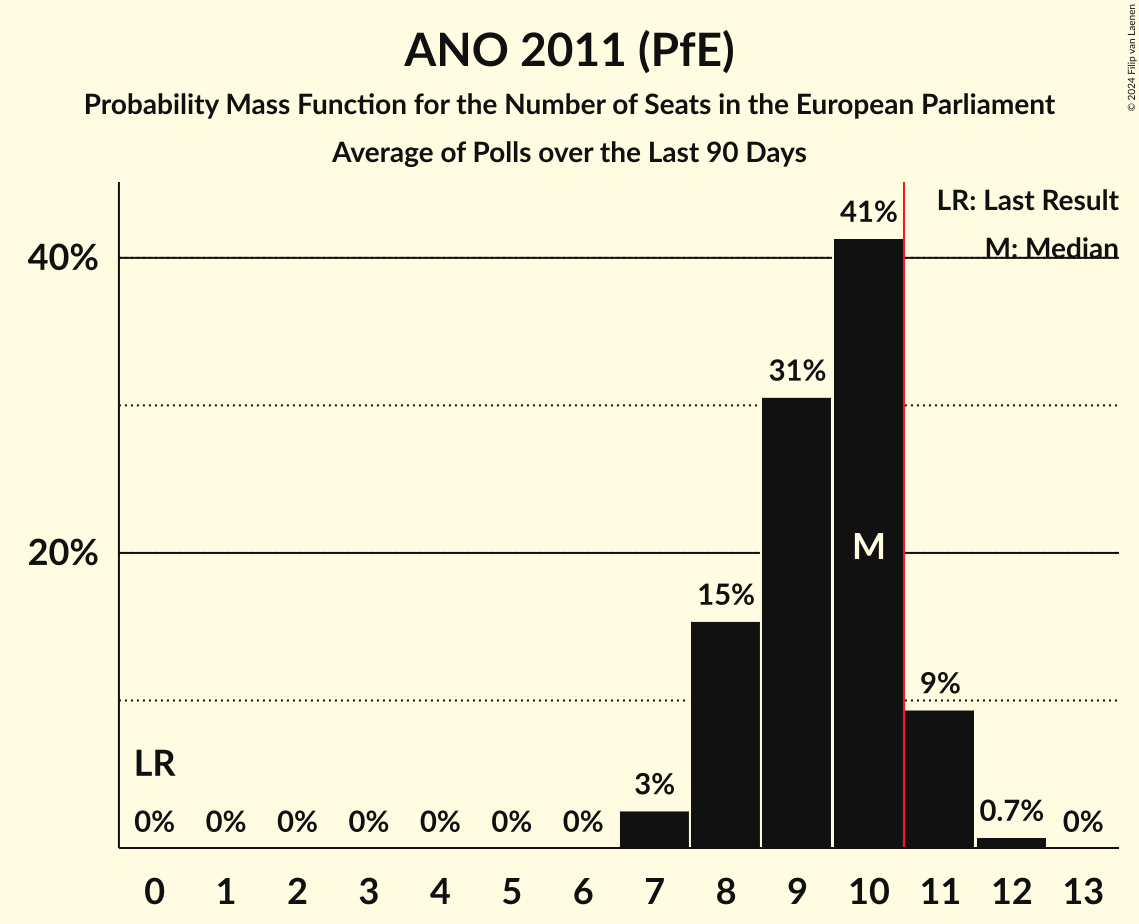 ANO 2011 (PfE)
Probability Mass Function for the Number of Seats in the European Parliament
Average of Polls over the Last 90 Days
© 2024 Filip van Laenen
LR: Last Result
M: Median
40%
20%
41%
31%
M
15%
9%
LR
3%
0% 0% 0% 0% 0% 0% 0% 0.7% 0%
0 1 2 3 4 5 6 7 8 9 10 11 12 13